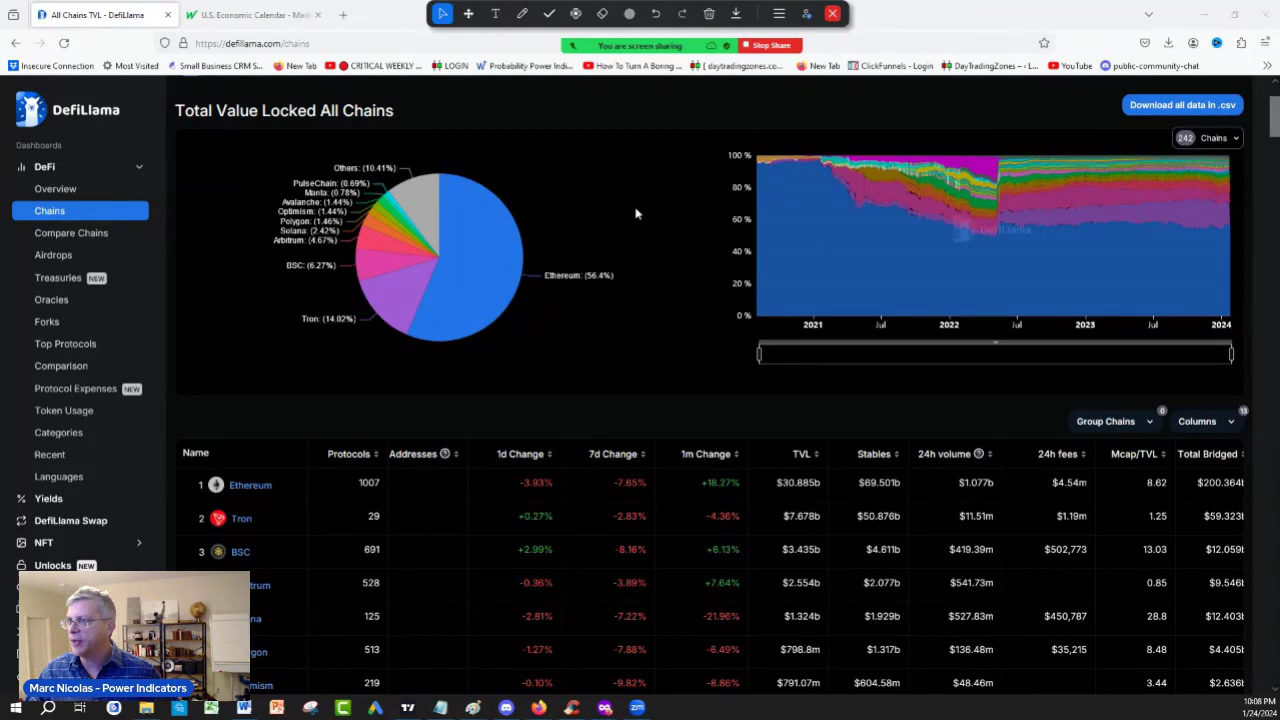 All Chains TVL - DefiLlama
U.S. Economic Calendar - Mark
https://defillama.com/chains
You are screen sharing
Stop Share
Insecure Connection
Most Visited
Small Business CRM S...
New Tab
CRITICAL WEEKLY ...
LOGIN
Probability Power Indi...
How To Turn A Boring ...
[ daytradingzones.co...
New Tab
ClickFunnels - Login
DayTradingZones – ‹ L...
YouTube
public-community-chat
DefiLlama
Dashboards
DeFi
Overview
Chains
Compare Chains
Airdrops
Treasuries NEW
Oracles
Forks
Top Protocols
Comparison
Protocol Expenses NEW
Token Usage
Categories
Recent
Languages
Yields
DefiLlama Swap
NFT
Unlocks NEW
Total Value Locked All Chains
Download all data in .csv
242 Chains
Others: (10.41%)
PulseChain: (0.69%)
Manta: (0.78%)
Avalanche: (1.44%)
Optimism: (1.44%)
Polygon: (1.46%)
Solana: (2.42%)
Arbitrum: (4.67%)
BSC: (6.27%)
Tron: (14.02%)
Ethereum: (56.4%)
100 %
80 %
60 %
40 %
20 %
0 %
DefiLlama
2021 Jul 2022 Jul 2023 Jul 2024
Group Chains 0
Columns 13
Name Protocols Addresses 1d Change 7d Change 1m Change TVL Stables 24h volume 24h fees Mcap/TVL Total Bridged
1 Ethereum 1007 -3.93% -7.65% +18.27% $30.885b $69.501b $1.077b $4.54m 8.62 $200.364b
2 Tron 29 +0.27% -2.83% -4.36% $7.678b $50.876b $11.51m $1.19m 1.25 $59.323b
3 BSC 691 +2.99% -8.16% +6.13% $3.435b $4.611b $419.39m $502,773 13.03 $12.059b
trum 528 -0.36% -3.89% +7.64% $2.554b $2.077b $541.73m 0.85 $9.546b
na 125 -2.81% -7.22% -21.96% $1.324b $1.929b $527.83m $450,787 28.8 $12.403b
gon 513 -1.27% -7.88% -6.49% $798.8m $1.317b $136.48m $35,215 8.48 $4.405b
mism 219 -0.10% -9.82% -8.86% $791.07m $604.58m $48.46m 3.44 $2.636b
Marc Nicolas - Power Indicators
10:08 PM
1/24/2024